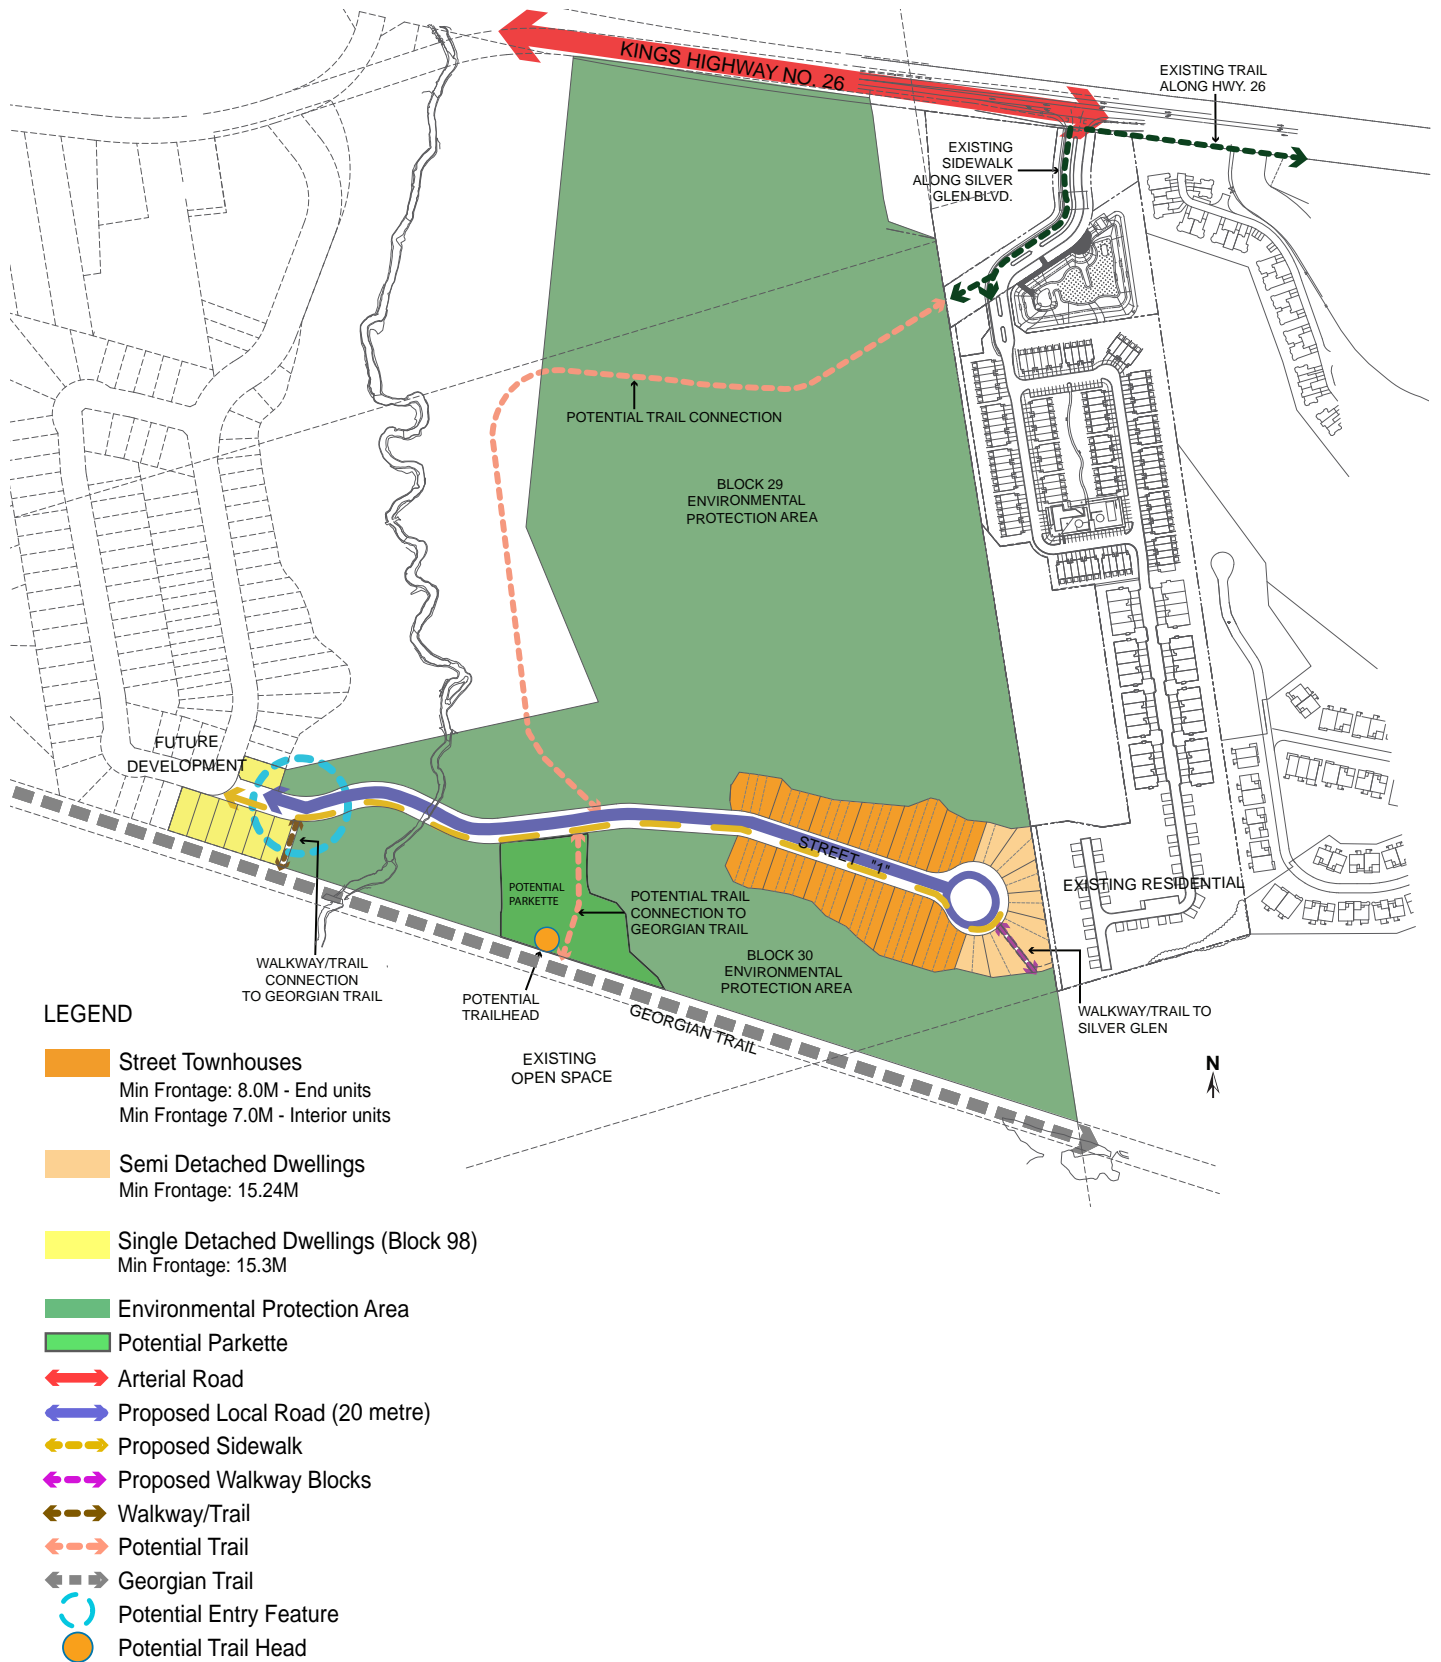 KINGS HIGHWAY NO. 26
EXISTING TRAIL
ALONG HWY. 26
EXISTING
SIDEWALK
ALONG SILVER
GLEN BLVD.
POTENTIAL TRAIL CONNECTION
BLOCK 29
ENVIRONMENTAL
PROTECTION AREA
FUTURE
DEVELOPMENT
STREET "1"
EXISTING RESIDENTIAL
POTENTIAL
PARKETTE
POTENTIAL TRAIL
CONNECTION TO
GEORGIAN TRAIL
BLOCK 30
ENVIRONMENTAL
PROTECTION AREA
WALKWAY/TRAIL
CONNECTION
TO GEORGIAN TRAIL
POTENTIAL
TRAILHEAD
GEORGIAN TRAIL
WALKWAY/TRAIL TO
SILVER GLEN
EXISTING
OPEN SPACE
N
LEGEND
Street Townhouses
Min Frontage: 8.0M - End units
Min Frontage 7.0M - Interior units
Semi Detached Dwellings
Min Frontage: 15.24M
Single Detached Dwellings (Block 98)
Min Frontage: 15.3M
Environmental Protection Area
Potential Parkette
Arterial Road
Proposed Local Road (20 metre)
Proposed Sidewalk
Proposed Walkway Blocks
Walkway/Trail
Potential Trail
Georgian Trail
Potential Entry Feature
Potential Trail Head